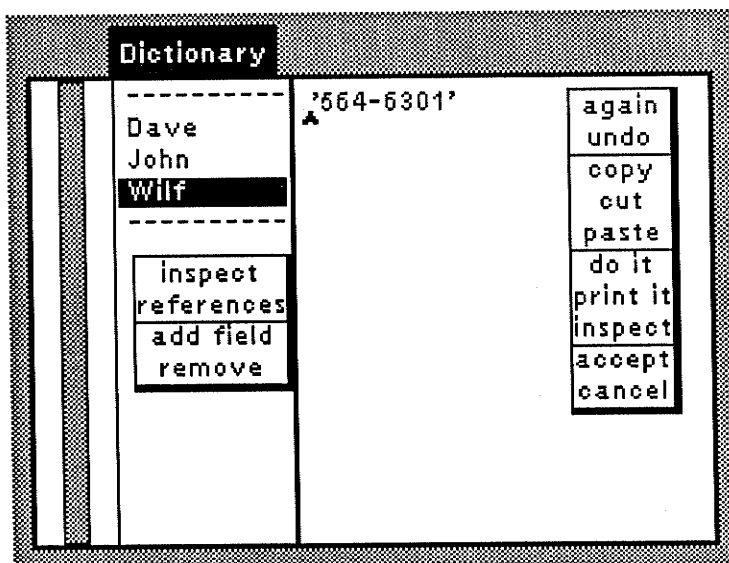 Dictionary
----------
Dave
John
Wilf
----------
inspect
references
add field
remove
'564-6301'
again
undo
copy
cut
paste
do it
print it
inspect
accept
cancel